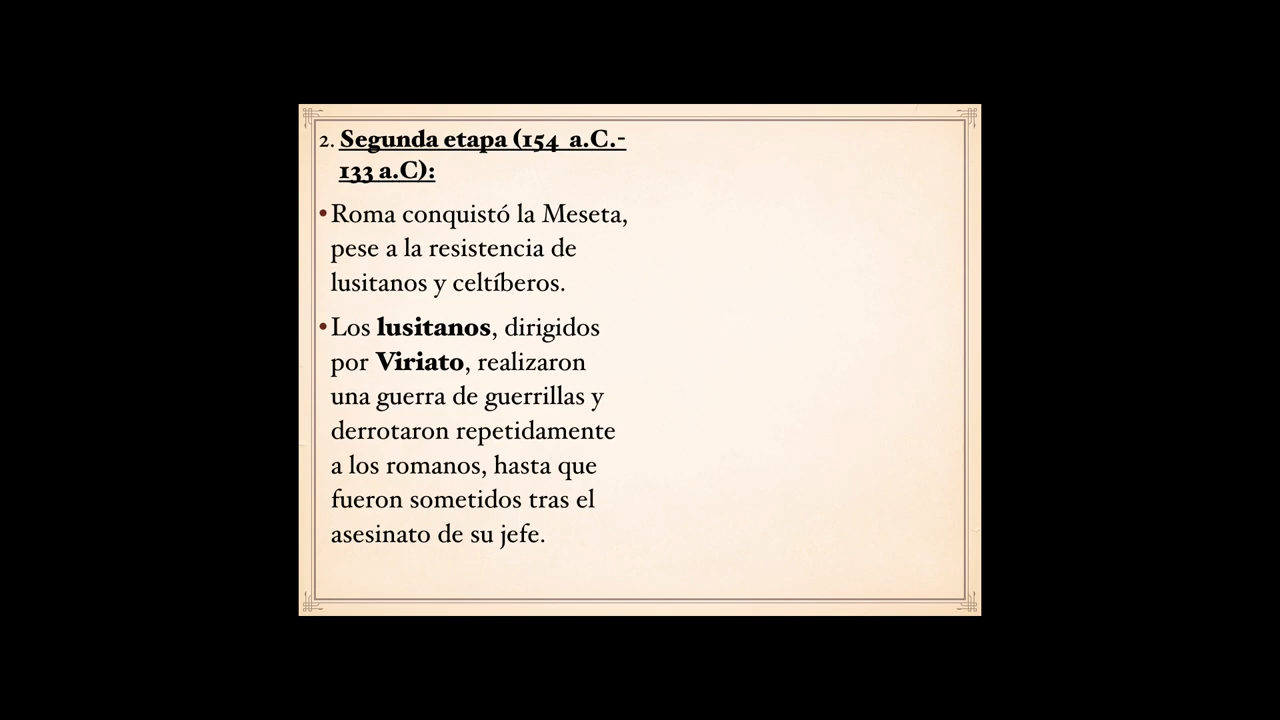 2. Segunda etapa (154 a.C.-
133 a.C):
•Roma conquistó la Meseta,
pese a la resistencia de
lusitanos y celtíberos.
•Los lusitanos, dirigidos
por Viriato, realizaron
una guerra de guerrillas y
derrotaron repetidamente
a los romanos, hasta que
fueron sometidos tras el
asesinato de su jefe.